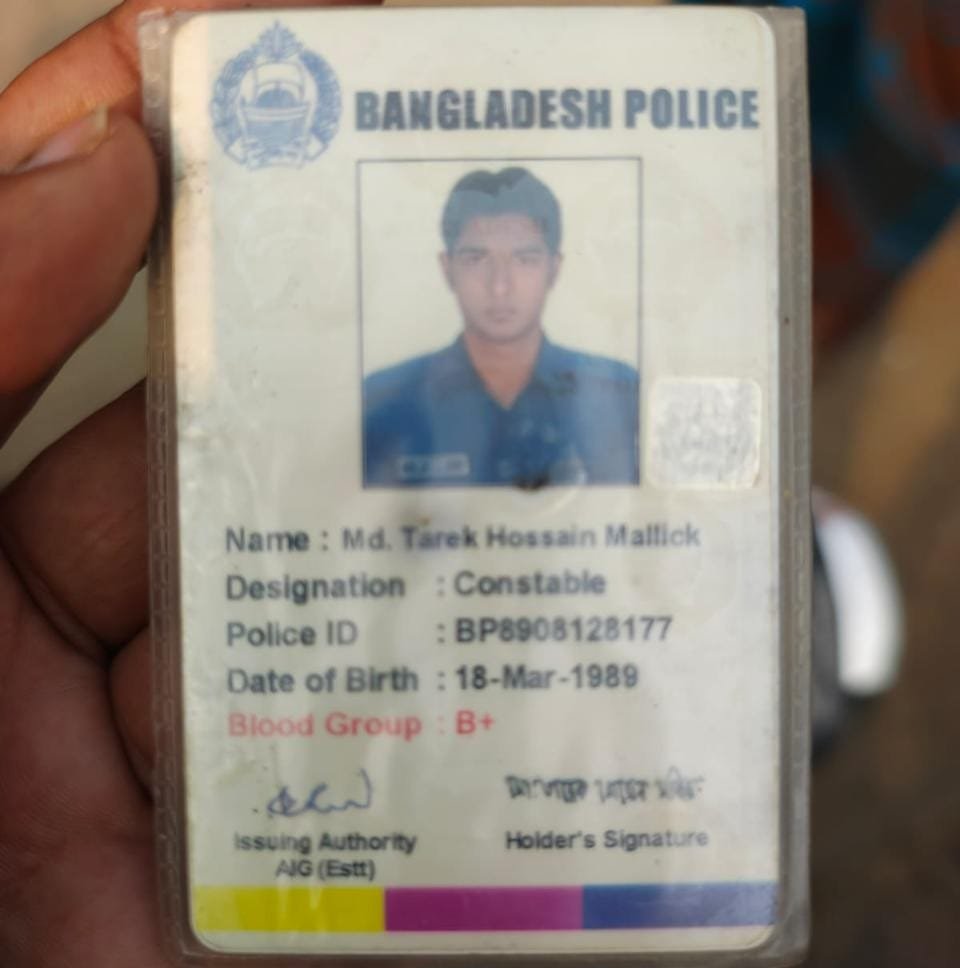 BANGLADESH POLICE
Name : Md. Tarek Hossain Mallick
Designation : Constable
Police ID : BP8908128177
Date of Birth : 18-Mar-1989
Blood Group : B+
Issuing Authority
AIG (Estt)
Holder's Signature